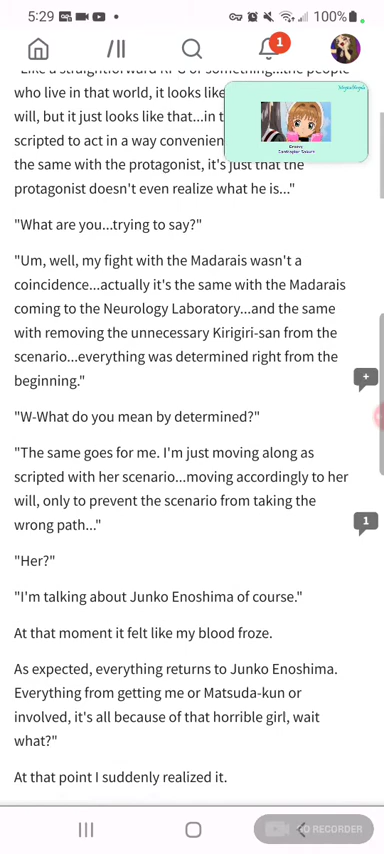 5:29
100%
1
"Like a straightforward RPG or something...the people
who live in that world, it looks like
will, but it just looks like that...in t
scripted to act in a way convenien
the same with the protagonist, it's just that the
protagonist doesn't even realize what he is..."
"What are you...trying to say?"
"Um, well, my fight with the Madarais wasn't a
coincidence...actually it's the same with the Madarais
coming to the Neurology Laboratory...and the same
with removing the unnecessary Kirigiri-san from the
scenario...everything was determined right from the
beginning."
+
"W-What do you mean by determined?"
"The same goes for me. I'm just moving along as
scripted with her scenario...moving accordingly to her
will, only to prevent the scenario from taking the
wrong path..."
1
"Her?"
"I'm talking about Junko Enoshima of course."
At that moment it felt like my blood froze.
As expected, everything returns to Junko Enoshima.
Everything from getting me or Matsuda-kun or
involved, it's all because of that horrible girl, wait
what?"
At that point I suddenly realized it.
RECORDER